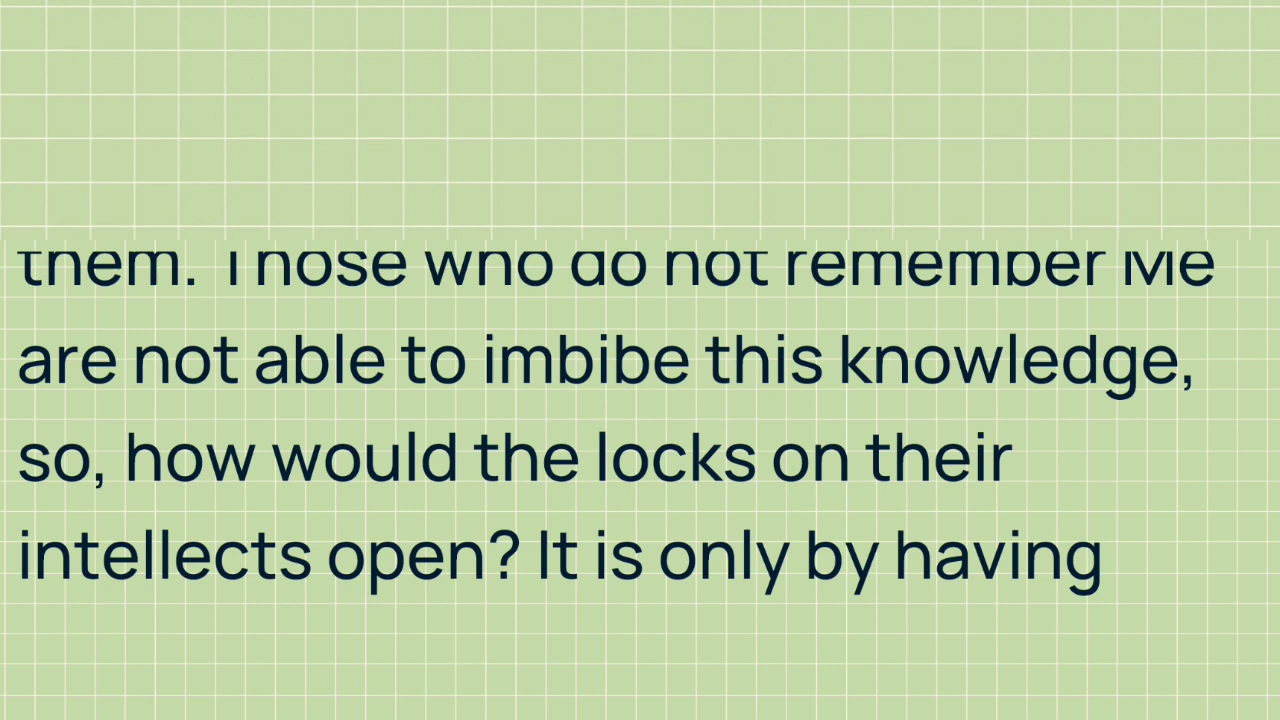 them. Those who do not remember Me
are not able to imbibe this knowledge,
so, how would the locks on their
intellects open? It is only by having